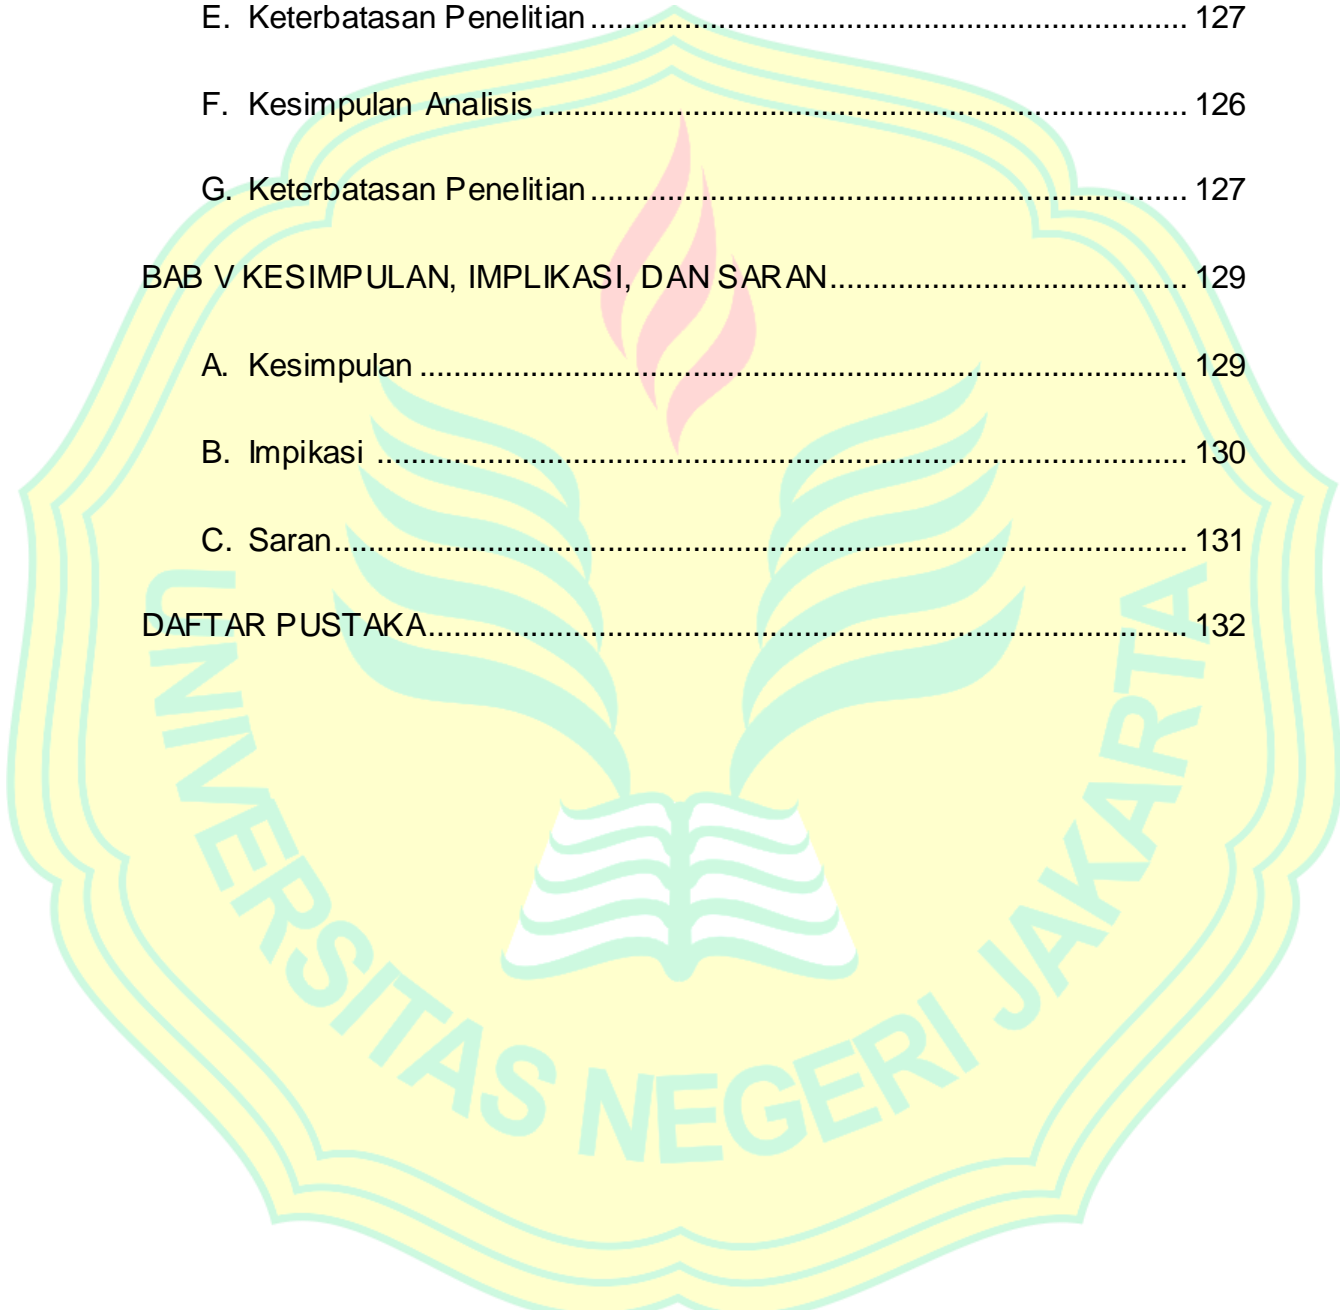 E. Keterbatasan Penelitian ........................................................................ 127
F. Kesimpulan Analisis .............................................................................. 126
G. Keterbatasan Penelitian ........................................................................ 127
BAB V KESIMPULAN, IMPLIKASI, DAN SARAN........................................... 129
A. Kesimpulan ............................................................................................ 129
B. Impikasi ................................................................................................. 130
C. Saran...................................................................................................... 131
DAFTAR PUSTAKA........................................................................................... 132
UNIVERSITAS NEGERI JAKARTA